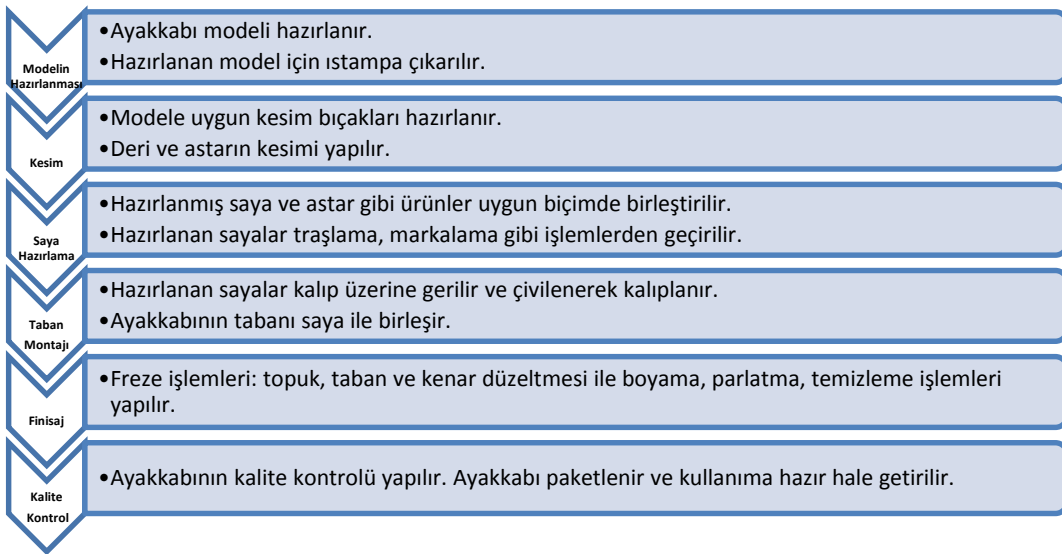 Modelin
Hazırlanması
•Ayakkabı modeli hazırlanır.
•Hazırlanan model için ıstampa çıkarılır.
Kesim
•Modele uygun kesim bıçakları hazırlanır.
•Deri ve astarın kesimi yapılır.
Saya
Hazırlama
•Hazırlanmış saya ve astar gibi ürünler uygun biçimde birleştirilir.
•Hazırlanan sayalar traşlama, markalama gibi işlemlerden geçirilir.
Taban
Montajı
•Hazırlanan sayalar kalıp üzerine gerilir ve çivilenerek kalıplanır.
•Ayakkabının tabanı saya ile birleşir.
Finisaj
•Freze işlemleri: topuk, taban ve kenar düzeltmesi ile boyama, parlatma, temizleme işlemleri
yapılır.
Kalite
Kontrol
•Ayakkabının kalite kontrolü yapılır. Ayakkabı paketlenir ve kullanıma hazır hale getirilir.